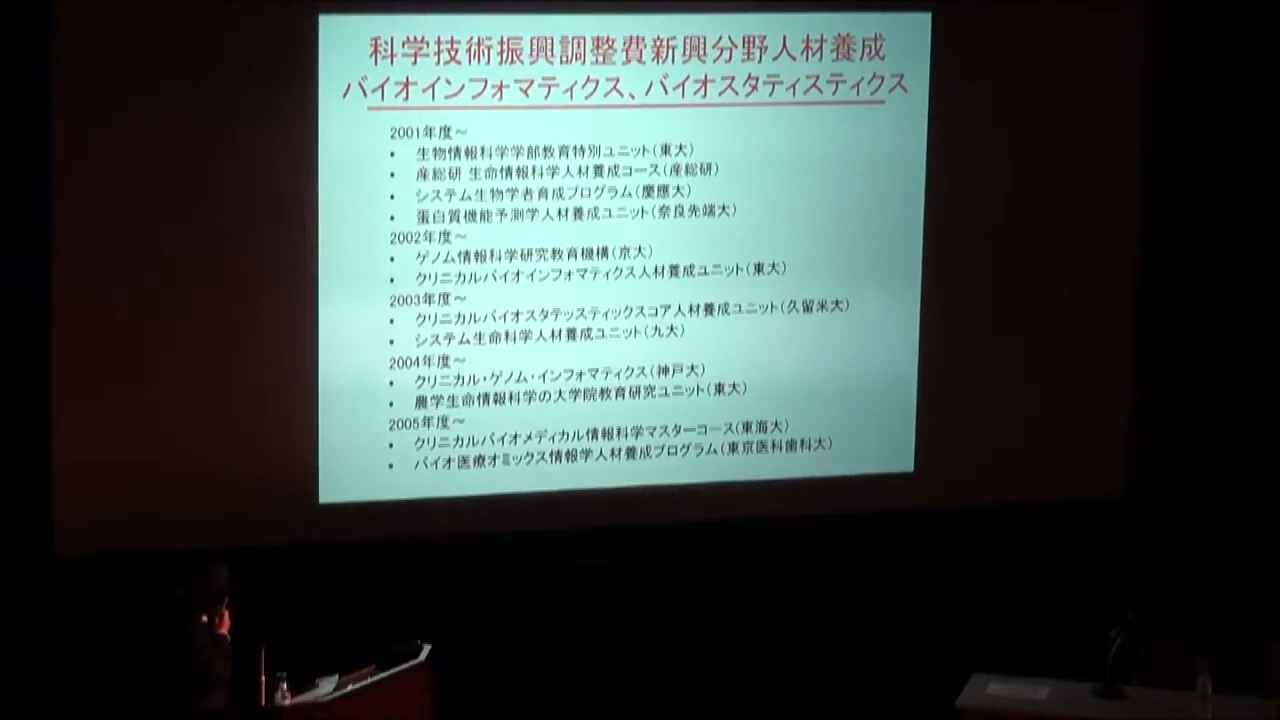 科学技術振興調整費新興分野人材養成
バイオインフォマティクス、バイオスタティスティクス
2001年度～
• 生物情報科学学部教育特別ユニット(東大)
• 産総研 生命情報科学人材養成コース(産総研)
• システム生物学者育成プログラム(慶應大)
• 蛋白質機能予測学人材養成ユニット(奈良先端大)
2002年度～
• ゲノム情報科学研究教育機構(京大)
• クリニカルバイオインフォマティクス人材養成ユニット(東大)
2003年度～
• クリニカルバイオスタテッスティックスコア人材養成ユニット(久留米大)
• システム生命科学人材養成ユニット(九大)
2004年度～
• クリニカル・ゲノム・インフォマティクス(神戸大)
• 農学生命情報科学の大学院教育研究ユニット(東大)
2005年度～
• クリニカルバイオメディカル情報科学マスターコース(東海大)
• バイオ医療オミックス情報学人材養成プログラム(東京医科歯科大)